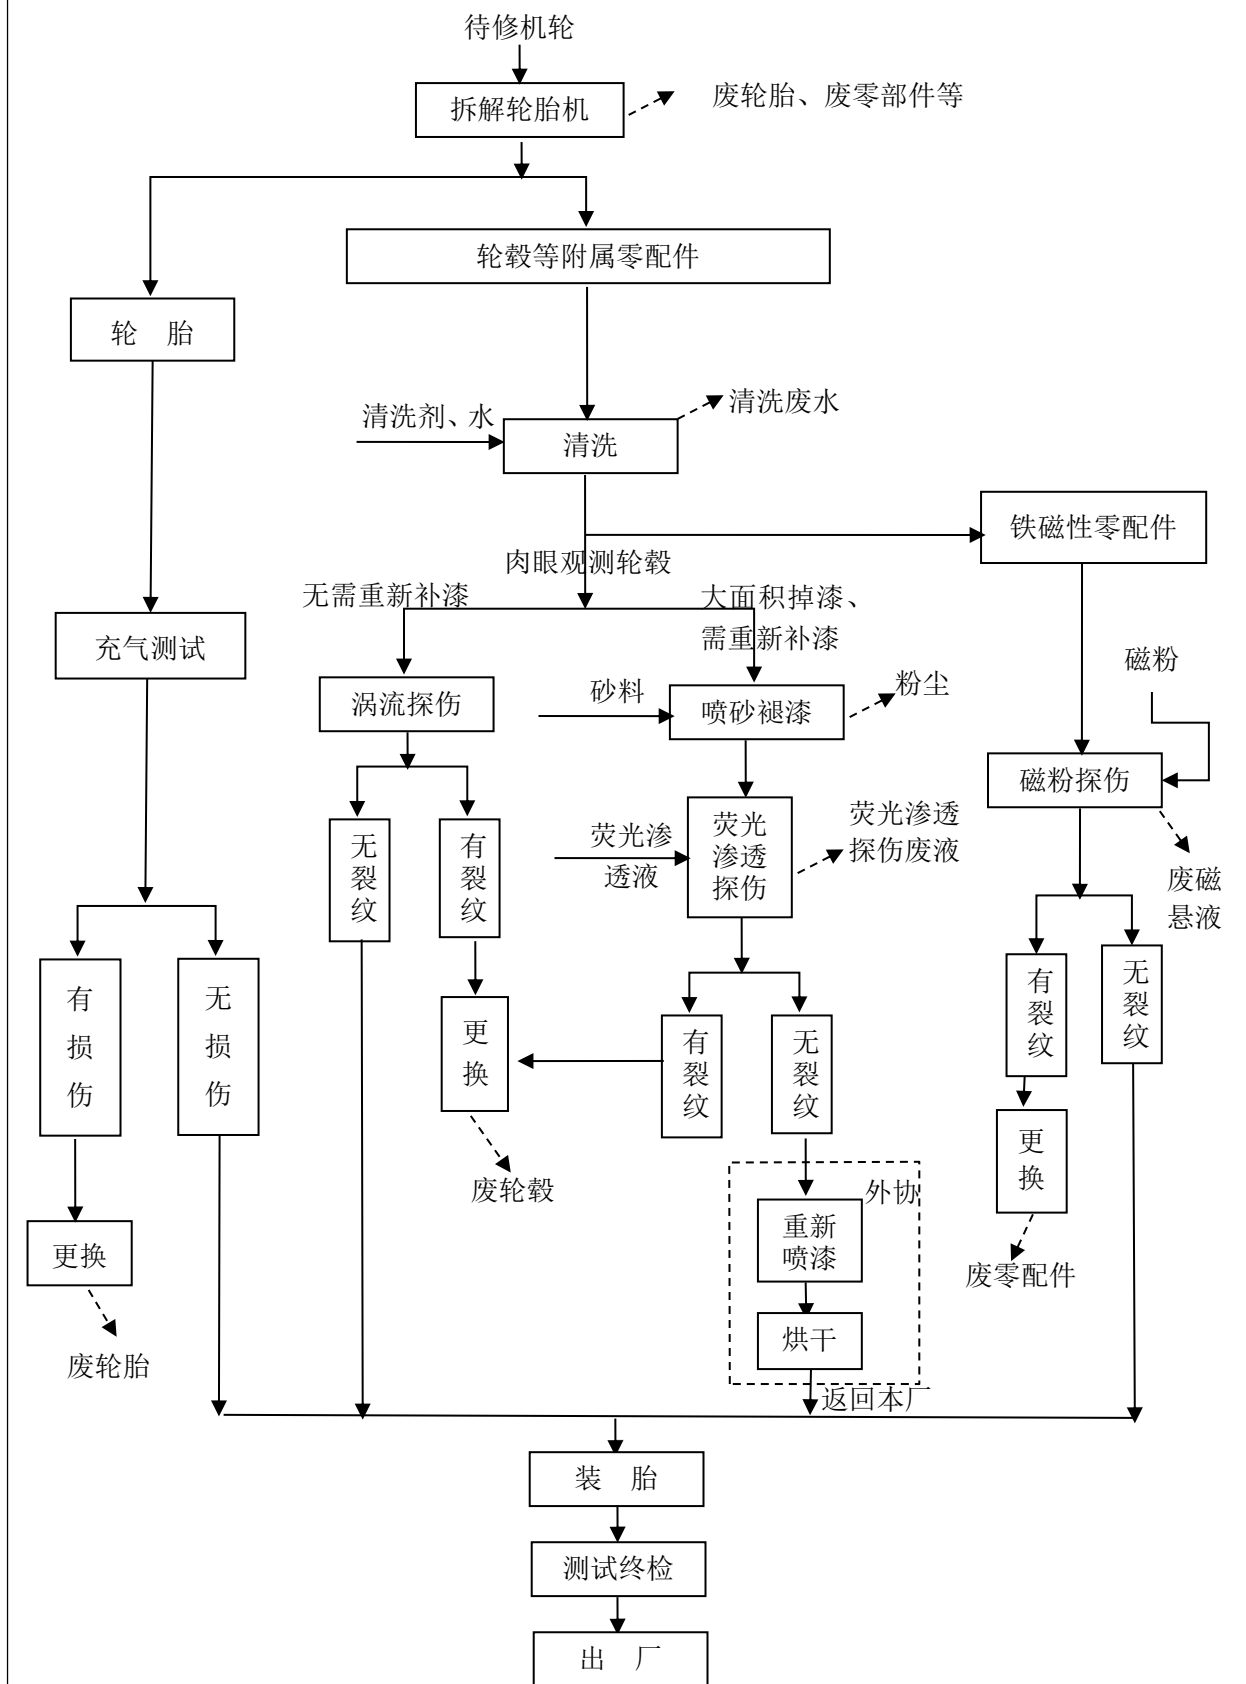 待修机轮
拆解轮胎机
废轮胎、废零部件等
轮毂等附属零配件
轮 胎
清洗剂、水
清洗
清洗废水
铁磁性零配件
肉眼观测轮毂
无需重新补漆
大面积掉漆、
需重新补漆
充气测试
磁粉
涡流探伤
砂料
喷砂褪漆
粉尘
磁粉探伤
无
裂
纹
有
裂
纹
荧光渗
透液
荧光
渗透
探伤
荧光渗透
探伤废液
废磁
悬液
有
损
伤
无
损
伤
更
换
有
裂
纹
无
裂
纹
有
裂
纹
无
裂
纹
更
换
废轮毂
外协
重新
喷漆
烘干
更换
废轮胎
废零配件
返回本厂
装 胎
测试终检
出 厂